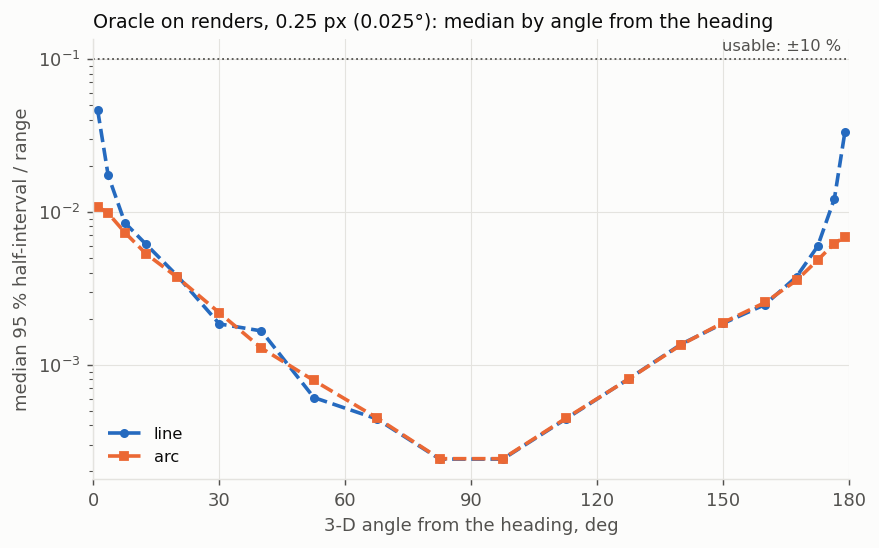 Oracle on renders, 0.25 px (0.025°): median by angle from the heading
usable: ±10 %
median 95 % half-interval / range
10⁻¹
10⁻²
10⁻³
line
arc
0 30 60 90 120 150 180
3-D angle from the heading, deg